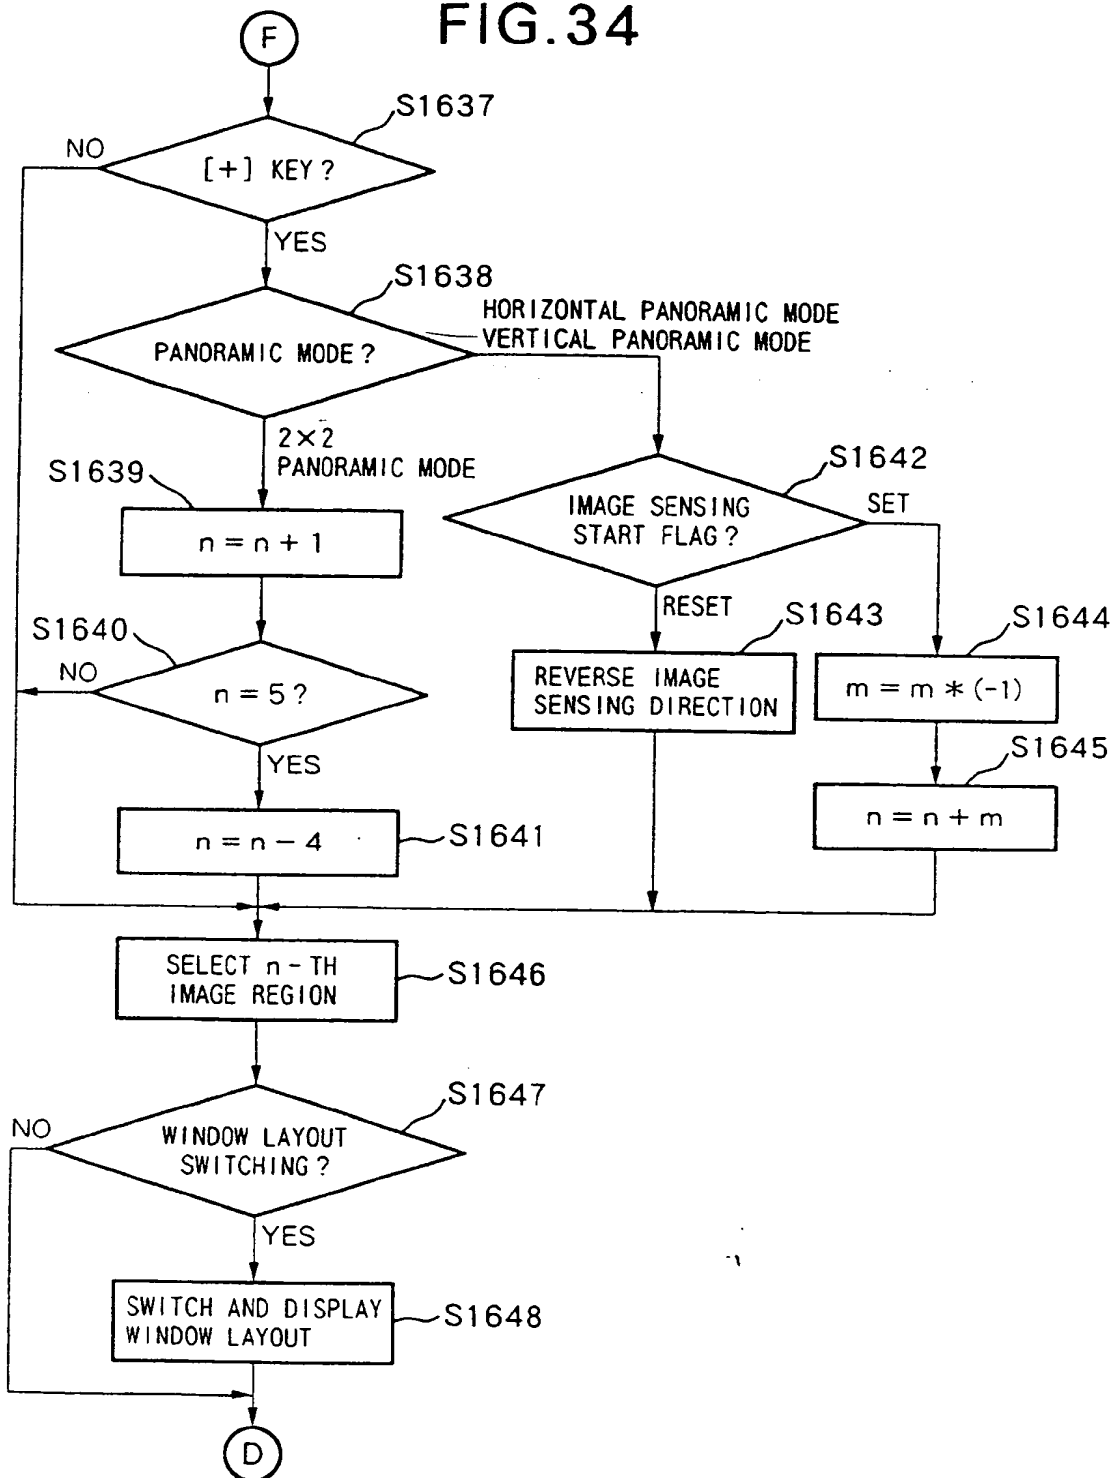 FIG.34
F
S1637
NO
[+] KEY?
YES
S1638
HORIZONTAL PANORAMIC MODE
VERTICAL PANORAMIC MODE
PANORAMIC MODE?
2×2
PANORAMIC MODE
S1639
n = n + 1
S1642
IMAGE SENSING
START FLAG?
SET
RESET
S1640
NO
n = 5?
YES
S1643
REVERSE IMAGE
SENSING DIRECTION
S1644
m = m * (-1)
S1645
n = n + m
n = n - 4
S1641
SELECT n-TH
IMAGE REGION
S1646
S1647
NO
WINDOW LAYOUT
SWITCHING?
YES
SWITCH AND DISPLAY
WINDOW LAYOUT
S1648
D